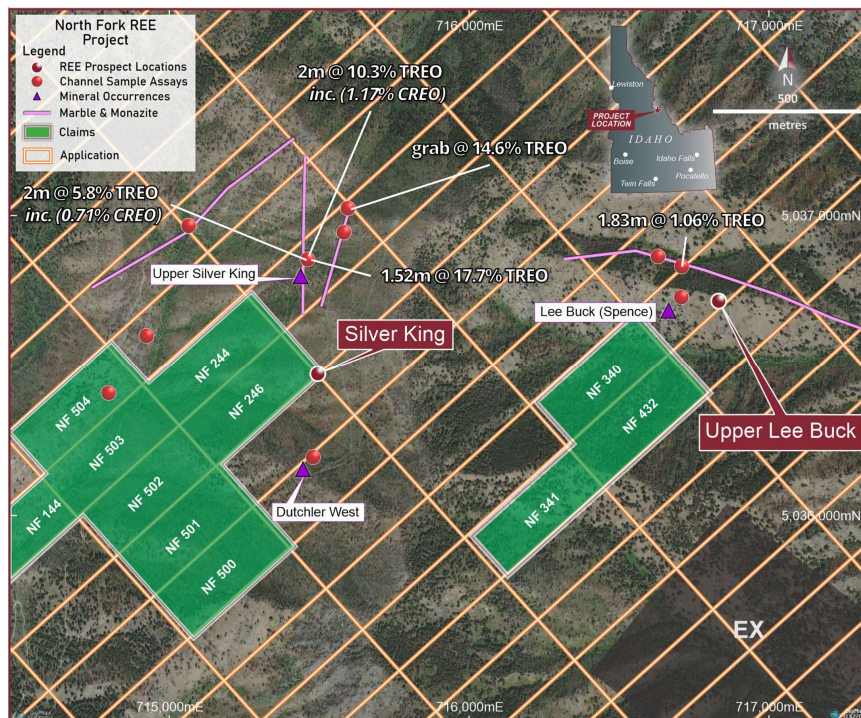 North Fork REE
Project
Legend
REE Prospect Locations
Channel Sample Assays
Mineral Occurrences
Marble & Monazite
Claims
Application
716,000mE
717,000mE
N
500
metres
Lewiston
PROJECT
LOCATION
IDAHO
Boise
Idaho Falls
Pocatello
Twin Falls
2m @ 10.3% TREO
inc. (1.17% CREO)
grab @ 14.6% TREO
2m @ 5.8% TREO
inc. (0.71% CREO)
1.83m @ 1.06% TREO
5,037,000mN
Upper Silver King
1.52m @ 17.7% TREO
Lee Buck (Spence)
Silver King
Upper Lee Buck
NF 244
NF 246
NF 340
NF 432
NF 504
NF 503
NF 502
NF 144
NF 501
NF 500
NF 341
Dutchler West
5,036,000mN
EX
715,000mE
716,000mE
717,000mE